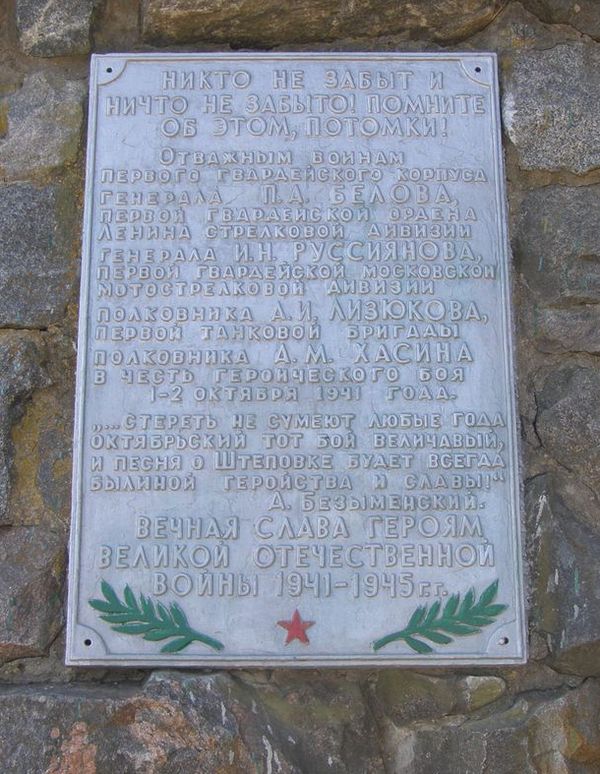 НИКТО НЕ ЗАБЫТ И
НИЧТО НЕ ЗАБЫТО! ПОМНИТЕ
ОБ ЭТОМ, ПОТОМКИ!
Отважным воинам
первого гвардейского корпуса
генерала П.А. БЕЛОВА,
первой гвардейской ордена
Ленина стрелковой дивизии
генерала И.Н. РУССИЯНОВА,
первой гвардейской московской
мотострелковой дивизии
полковника А.И. ЛИЗЮКОВА,
первой танковой бригады
полковника А.М. ХАСИНА
в честь героического боя
1-2 октября 1941 года.
„...Стереть не сумеют любые года
октябрьский тот бой величавый,
и песня о Штеповке будет всегда
былиной геройства и славы!“
А. Безыменский.
ВЕЧНАЯ СЛАВА ГЕРОЯМ
ВЕЛИКОЙ ОТЕЧЕСТВЕННОЙ
ВОЙНЫ 1941-1945 г.г.